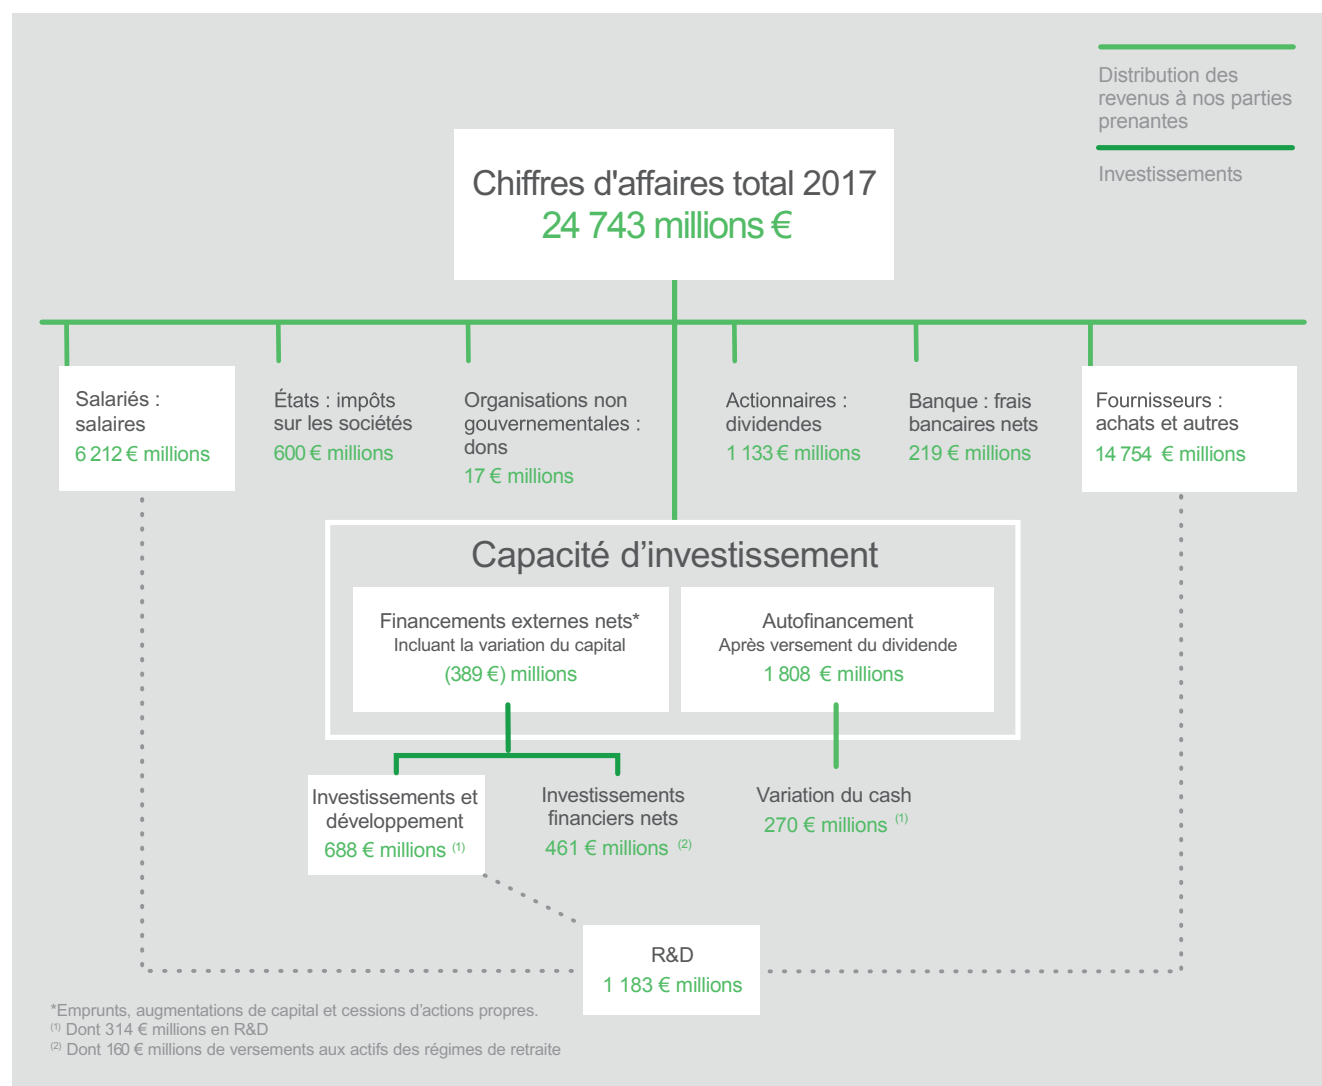 Distribution des
revenus à nos parties
prenantes
Investissements
Chiffres d'affaires total 2017
24 743 millions €
Salariés :
salaires
6 212 € millions
États : impôts
sur les sociétés
600 € millions
Organisations non
gouvernementales :
dons
17 € millions
Actionnaires :
dividendes
1 133 € millions
Banque : frais
bancaires nets
219 € millions
Fournisseurs :
achats et autres
14 754 € millions
Capacité d’investissement
Financements externes nets*
Incluant la variation du capital
(389 €) millions
Autofinancement
Après versement du dividende
1 808 € millions
Investissements et
développement
688 € millions (1)
Investissements
financiers nets
461 € millions (2)
Variation du cash
270 € millions (1)
R&D
1 183 € millions
*Emprunts, augmentations de capital et cessions d’actions propres.
(1) Dont 314 € millions en R&D
(2) Dont 160 € millions de versements aux actifs des régimes de retraite